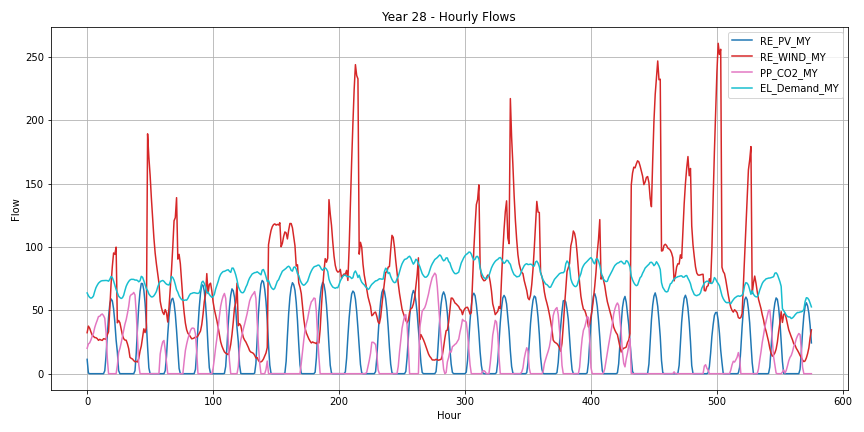 Year 28 - Hourly Flows
RE_PV_MY
RE_WIND_MY
PP_CO2_MY
EL_Demand_MY
250
200
150
100
50
0
Flow
0 100 200 300 400 500 600
Hour